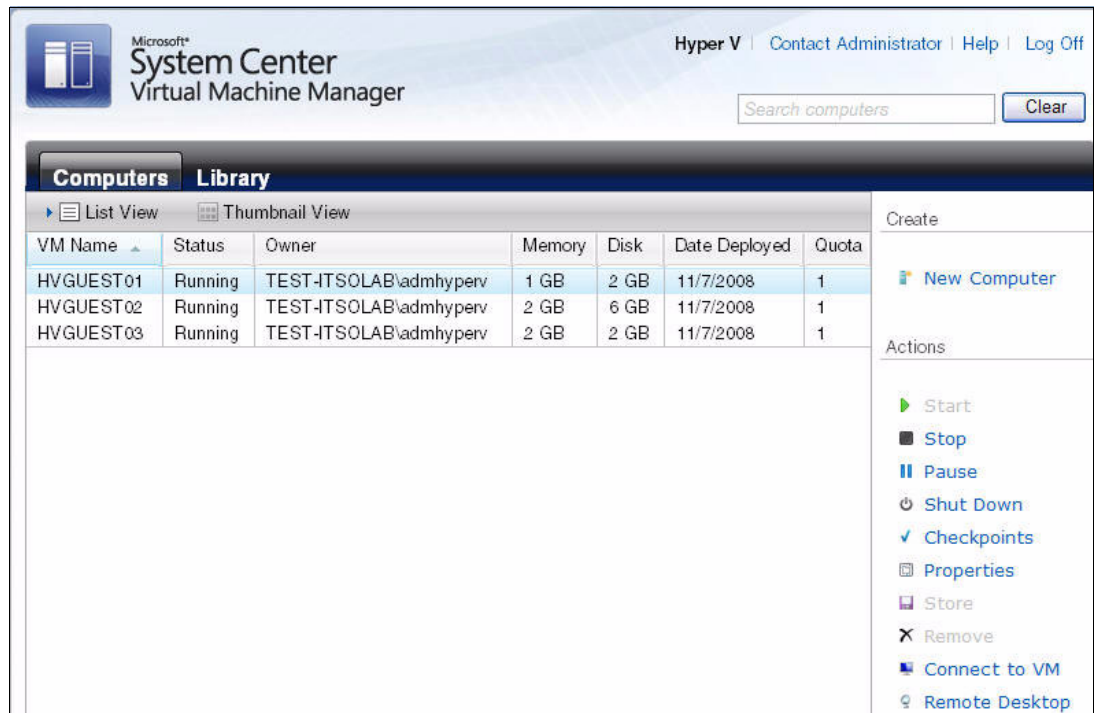 Microsoft®
System Center
Virtual Machine Manager
Hyper V | Contact Administrator | Help | Log Off
Search computers Clear
Computers Library
List View Thumbnail View
VM Name Status Owner Memory Disk Date Deployed Quota
HVGUEST01 Running TEST-ITSOLAB\admhyperv 1 GB 2 GB 11/7/2008 1
HVGUEST02 Running TEST-ITSOLAB\admhyperv 2 GB 6 GB 11/7/2008 1
HVGUEST03 Running TEST-ITSOLAB\admhyperv 2 GB 2 GB 11/7/2008 1
Create
New Computer
Actions
Start
Stop
Pause
Shut Down
Checkpoints
Properties
Store
Remove
Connect to VM
Remote Desktop